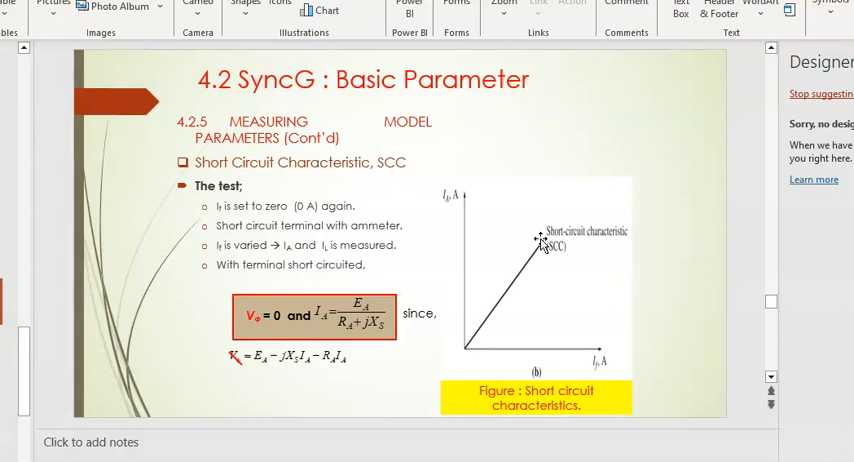 Pictures
Photo Album
Cameo
Shapes
Icons
Chart
Power
BI
Forms
Zoom
Link
Action
Comment
Text
Box
Header
& Footer
WordArt
Symbols
Images
Camera
Illustrations
Power BI
Forms
Links
Comments
Text
Designer
4.2 SyncG : Basic Parameter
4.2.5 MEASURING MODEL
PARAMETERS (Cont'd)
Short Circuit Characteristic, SCC
The test;
If is set to zero (0 A) again.
Short circuit terminal with ammeter.
If is varied → IA and IL is measured.
With terminal short circuited,
VΦ = 0 and IA = EA / (RA + jXS)
since,
= EA − jXSIA − RAIA
IA, A
Short-circuit characteristic
(SCC)
If, A
(b)
Figure : Short circuit
characteristics.
Stop suggesting
Sorry, no desig
When we have
you right here.
Learn more
Click to add notes